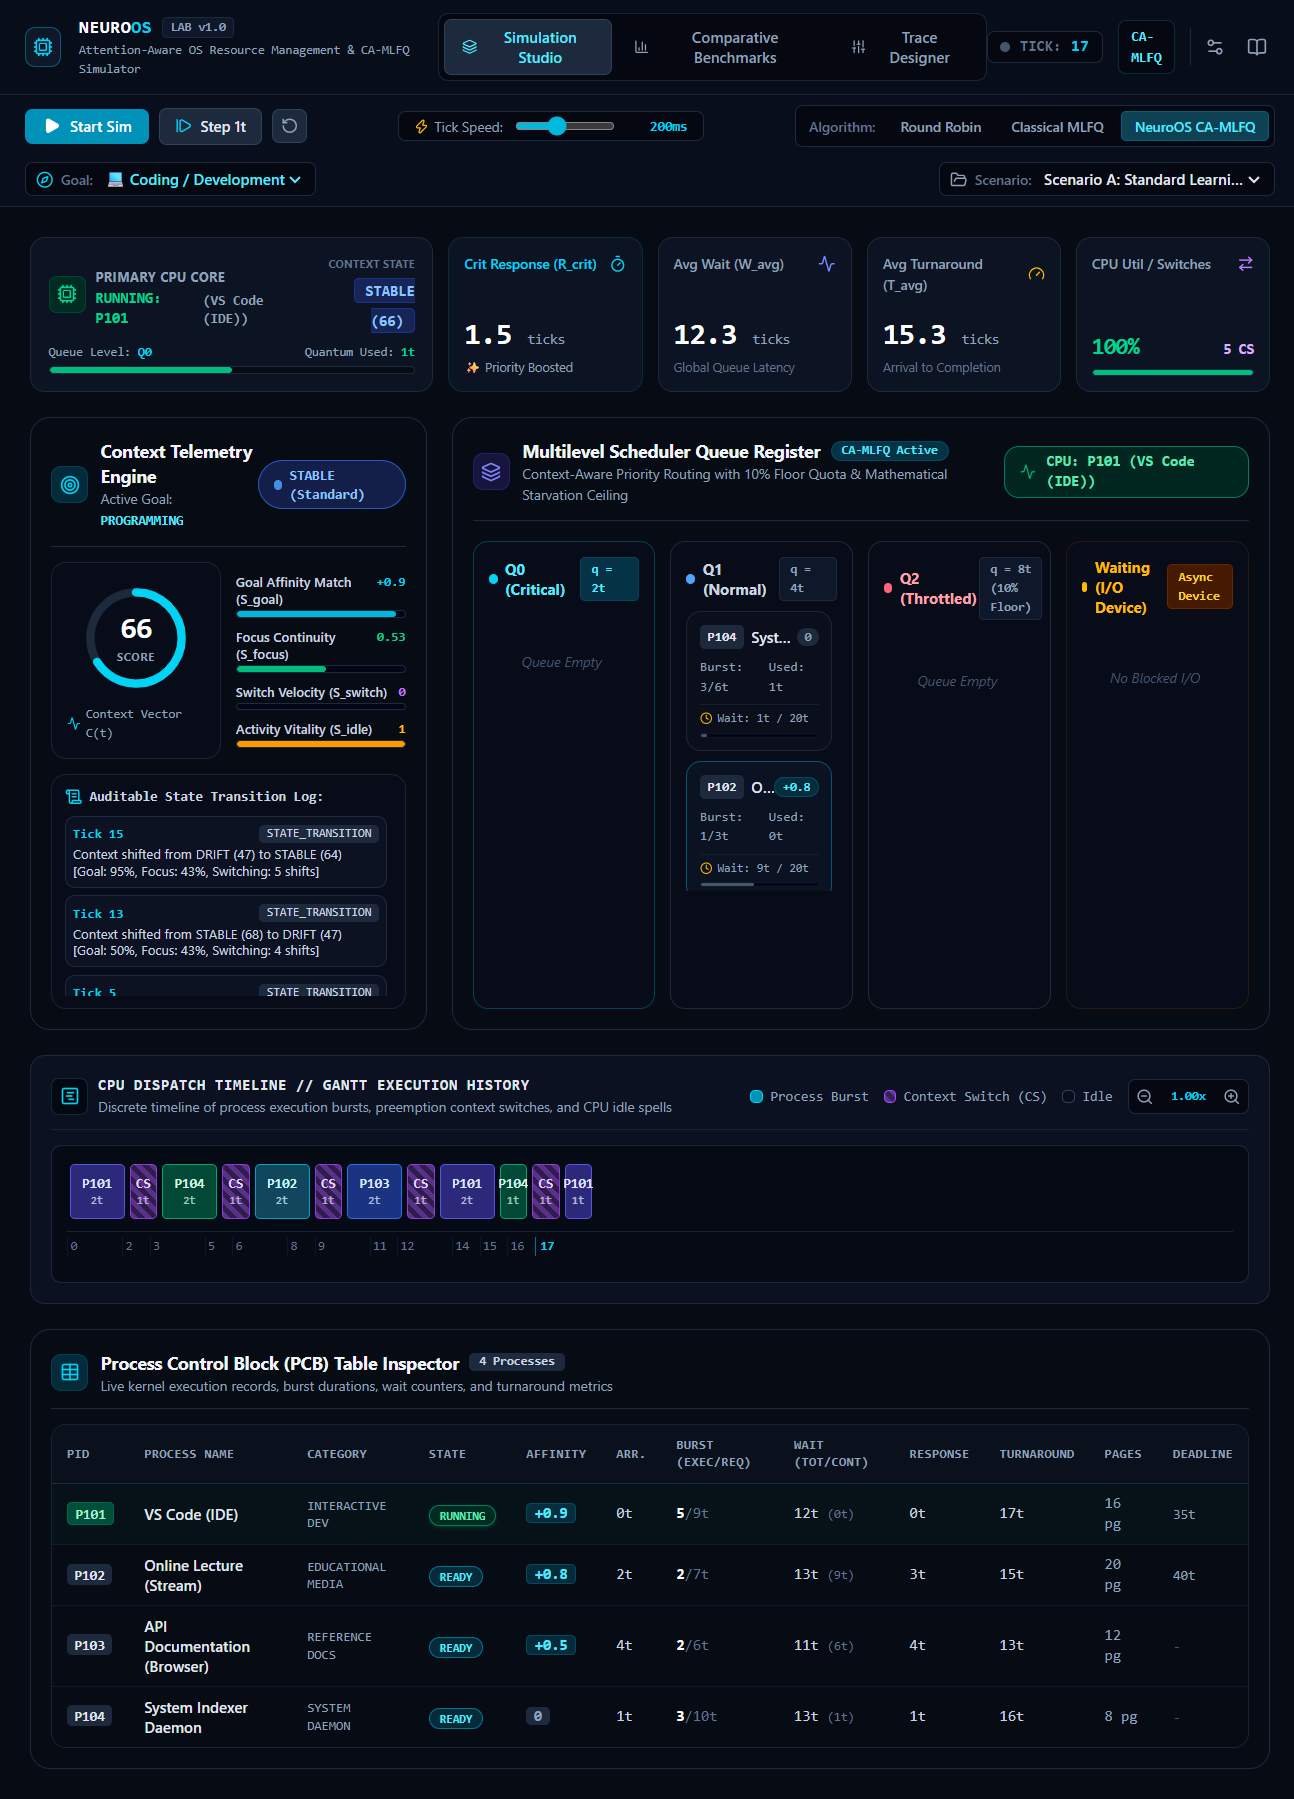 NEUROOS LAB v1.0
Attention-Aware OS Resource Management & CA-MLFQ
Simulator
Simulation
Studio
Comparative
Benchmarks
Trace
Designer
TICK: 17
CA-
MLFQ
Start Sim
Step 1t
Tick Speed: 200ms
Algorithm: Round Robin Classical MLFQ NeuroOS CA-MLFQ
Goal: 💻 Coding / Development
Scenario: Scenario A: Standard Learni...
PRIMARY CPU CORE
RUNNING:
P101
(VS Code
(IDE))
CONTEXT STATE
STABLE
(66)
Queue Level: Q0 Quantum Used: 1t
Crit Response (R_crit)
1.5 ticks
✨ Priority Boosted
Avg Wait (W_avg)
12.3 ticks
Global Queue Latency
Avg Turnaround
(T_avg)
15.3 ticks
Arrival to Completion
CPU Util / Switches
100% 5 CS
Context Telemetry
Engine
Active Goal:
PROGRAMMING
STABLE
(Standard)
66
SCORE
Context Vector
C(t)
Goal Affinity Match +0.9
(S_goal)
Focus Continuity 0.53
(S_focus)
Switch Velocity (S_switch) 0
Activity Vitality (S_idle) 1
Auditable State Transition Log:
Tick 15 STATE_TRANSITION
Context shifted from DRIFT (47) to STABLE (64)
[Goal: 95%, Focus: 43%, Switching: 5 shifts]
Tick 13 STATE_TRANSITION
Context shifted from STABLE (68) to DRIFT (47)
[Goal: 50%, Focus: 43%, Switching: 4 shifts]
Tick 5 STATE_TRANSITION
Multilevel Scheduler Queue Register CA-MLFQ Active
Context-Aware Priority Routing with 10% Floor Quota & Mathematical
Starvation Ceiling
CPU: P101 (VS Code
(IDE))
Q0
(Critical)
q =
2t
Queue Empty
Q1
(Normal)
q =
4t
P104 Syst... 0
Burst: Used:
3/6t 1t
Wait: 1t / 20t
P102 O... +0.8
Burst: Used:
1/3t 0t
Wait: 9t / 20t
Q2
(Throttled)
q = 8t
(10%
Floor)
Queue Empty
Waiting
(I/O
Device)
Async
Device
No Blocked I/O
CPU DISPATCH TIMELINE // GANTT EXECUTION HISTORY
Discrete timeline of process execution bursts, preemption context switches, and CPU idle spells
Process Burst Context Switch (CS) Idle 1.00x
P101 CS P104 CS P102 CS P103 CS P101 P104 CS P101
2t 1t 2t 1t 2t 1t 2t 1t 2t 1t 1t 1t
0 2 3 5 6 8 9 11 12 14 15 16 17
Process Control Block (PCB) Table Inspector 4 Processes
Live kernel execution records, burst durations, wait counters, and turnaround metrics
PID PROCESS NAME CATEGORY STATE AFFINITY ARR. BURST (EXEC/REQ) WAIT (TOT/CONT) RESPONSE TURNAROUND PAGES DEADLINE
P101 VS Code (IDE) INTERACTIVE DEV RUNNING +0.9 0t 5/9t 12t (0t) 0t 17t 16 pg 35t
P102 Online Lecture (Stream) EDUCATIONAL MEDIA READY +0.8 2t 2/7t 13t (9t) 3t 15t 20 pg 40t
P103 API Documentation (Browser) REFERENCE DOCS READY +0.5 4t 2/6t 11t (6t) 4t 13t 12 pg -
P104 System Indexer Daemon SYSTEM DAEMON READY 0 1t 3/10t 13t (1t) 1t 16t 8 pg -